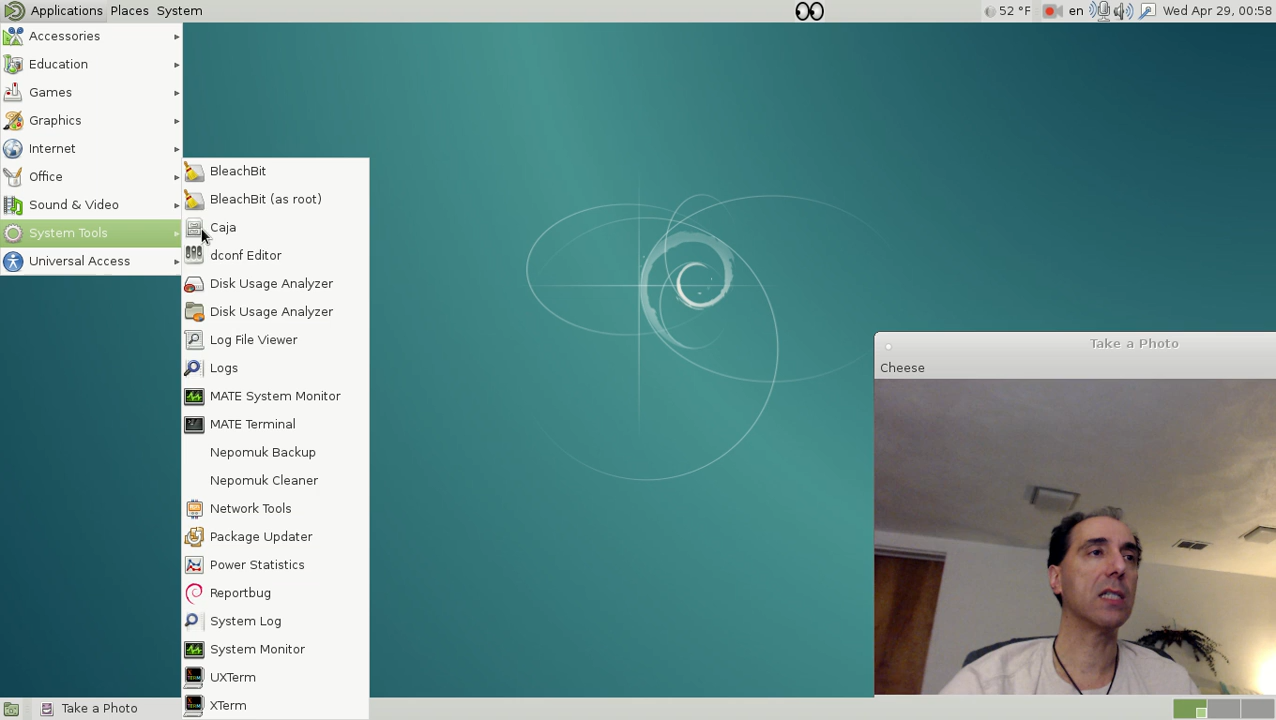 Applications Places System 52 °F en Wed Apr 29, 00:58
Accessories
Education
Games
Graphics
Internet
Office
Sound & Video
System Tools
Universal Access
BleachBit
BleachBit (as root)
Caja
dconf Editor
Disk Usage Analyzer
Disk Usage Analyzer
Log File Viewer
Logs
MATE System Monitor
MATE Terminal
Nepomuk Backup
Nepomuk Cleaner
Network Tools
Package Updater
Power Statistics
Reportbug
System Log
System Monitor
UXTerm
XTerm
Take a Photo
Cheese
Take a Photo